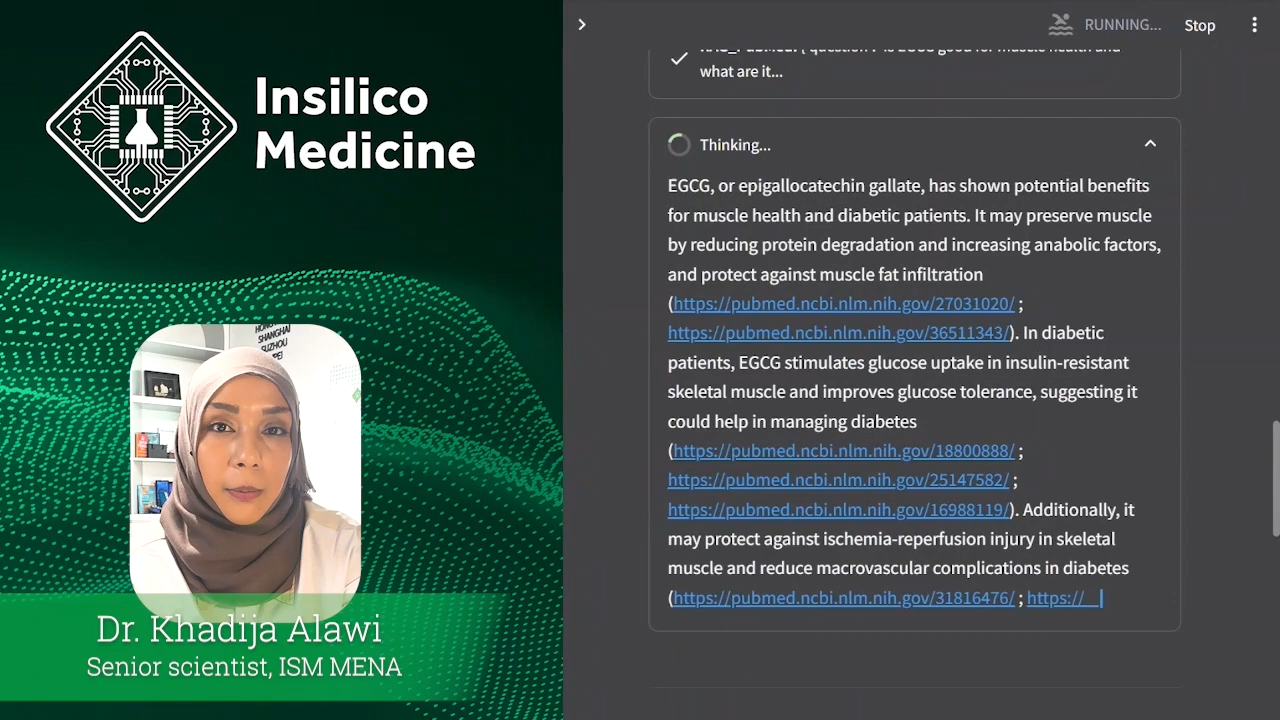 Insilico
Medicine
HONG
SHANGHAI
SUZHOU
Dr. Khadija Alawi
Senior scientist, ISM MENA
RUNNING...
Stop
what are it...
Thinking...
EGCG, or epigallocatechin gallate, has shown potential benefits
for muscle health and diabetic patients. It may preserve muscle
by reducing protein degradation and increasing anabolic factors,
and protect against muscle fat infiltration
(https://pubmed.ncbi.nlm.nih.gov/27031020/ ;
https://pubmed.ncbi.nlm.nih.gov/36511343/). In diabetic
patients, EGCG stimulates glucose uptake in insulin-resistant
skeletal muscle and improves glucose tolerance, suggesting it
could help in managing diabetes
(https://pubmed.ncbi.nlm.nih.gov/18800888/ ;
https://pubmed.ncbi.nlm.nih.gov/25147582/ ;
https://pubmed.ncbi.nlm.nih.gov/16988119/). Additionally, it
may protect against ischemia-reperfusion injury in skeletal
muscle and reduce macrovascular complications in diabetes
(https://pubmed.ncbi.nlm.nih.gov/31816476/ ; https://__